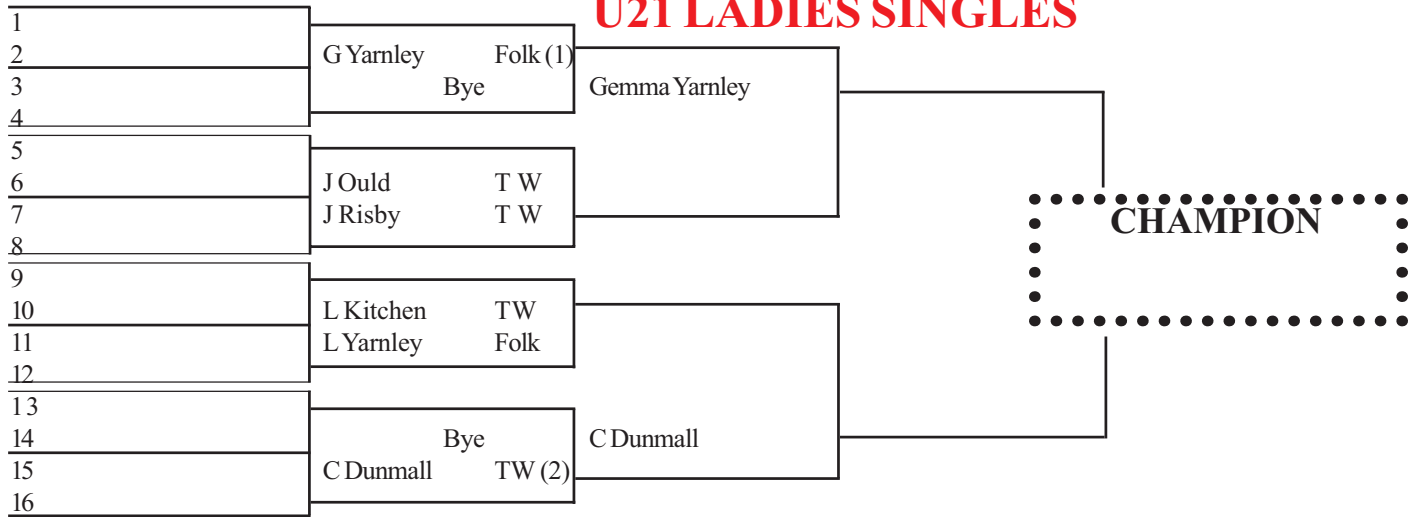 U21 LADIES SINGLES
1
2
G Yarnley Folk (1)
3
Bye
Gemma Yarnley
4
5
6
J Ould T W
7
J Risby T W
8
CHAMPION
9
10
L Kitchen TW
11
L Yarnley Folk
12
13
14
Bye
C Dunmall
15
C Dunmall TW (2)
16